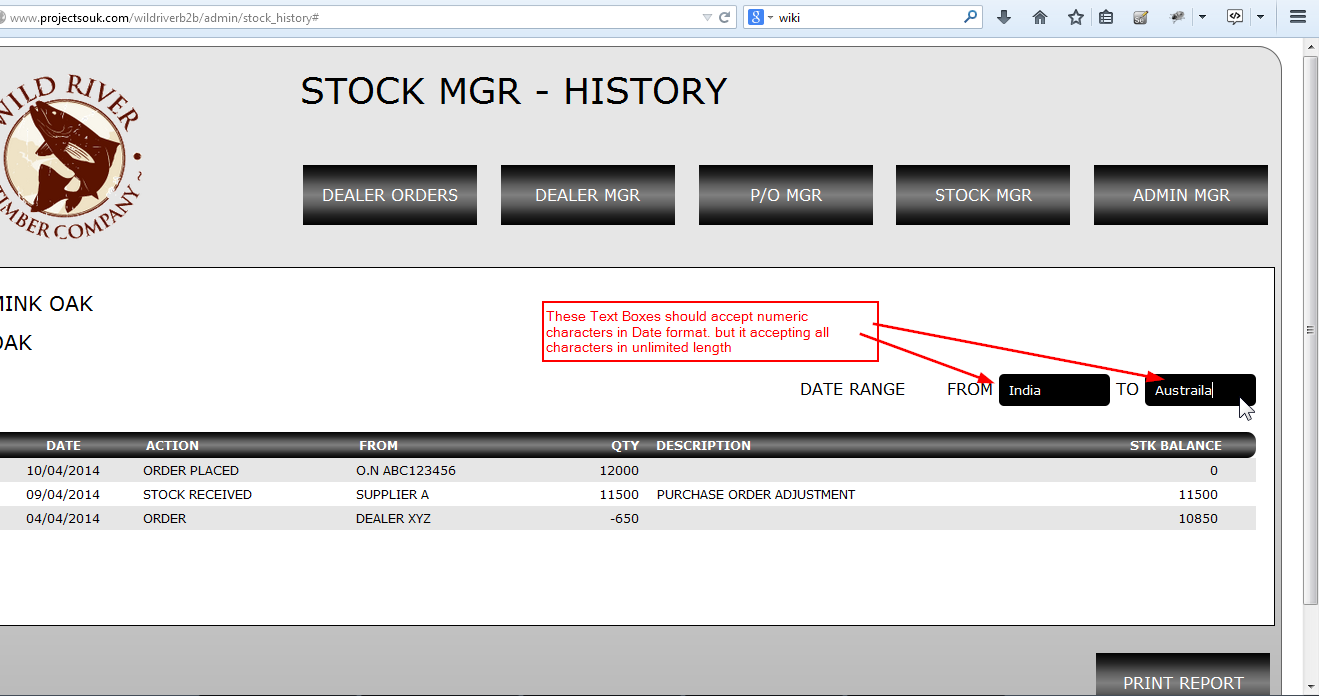 www.projectsouk.com/wildriverb2b/admin/stock_history#
8 wiki
WILD RIVER
TIMBER COMPANY
STOCK MGR - HISTORY
DEALER ORDERS DEALER MGR P/O MGR STOCK MGR ADMIN MGR
MINK OAK
OAK
These Text Boxes should accept numeric
characters in Date format. but it accepting all
characters in unlimited length
DATE RANGE FROM India TO Austraila
DATE ACTION FROM QTY DESCRIPTION STK BALANCE
10/04/2014 ORDER PLACED O.N ABC123456 12000 0
09/04/2014 STOCK RECEIVED SUPPLIER A 11500 PURCHASE ORDER ADJUSTMENT 11500
04/04/2014 ORDER DEALER XYZ -650 10850
PRINT REPORT